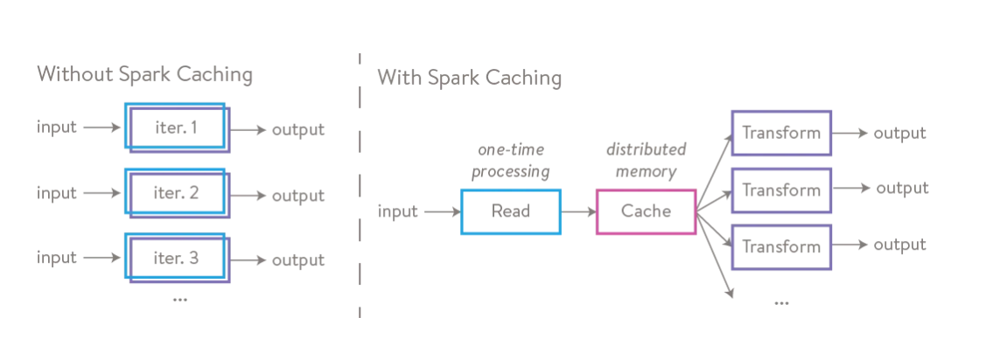 Without Spark Caching
input
iter. 1
output
input
iter. 2
output
input
iter. 3
output
...
With Spark Caching
input
one-time
processing
Read
distributed
memory
Cache
Transform
output
Transform
output
Transform
output
...